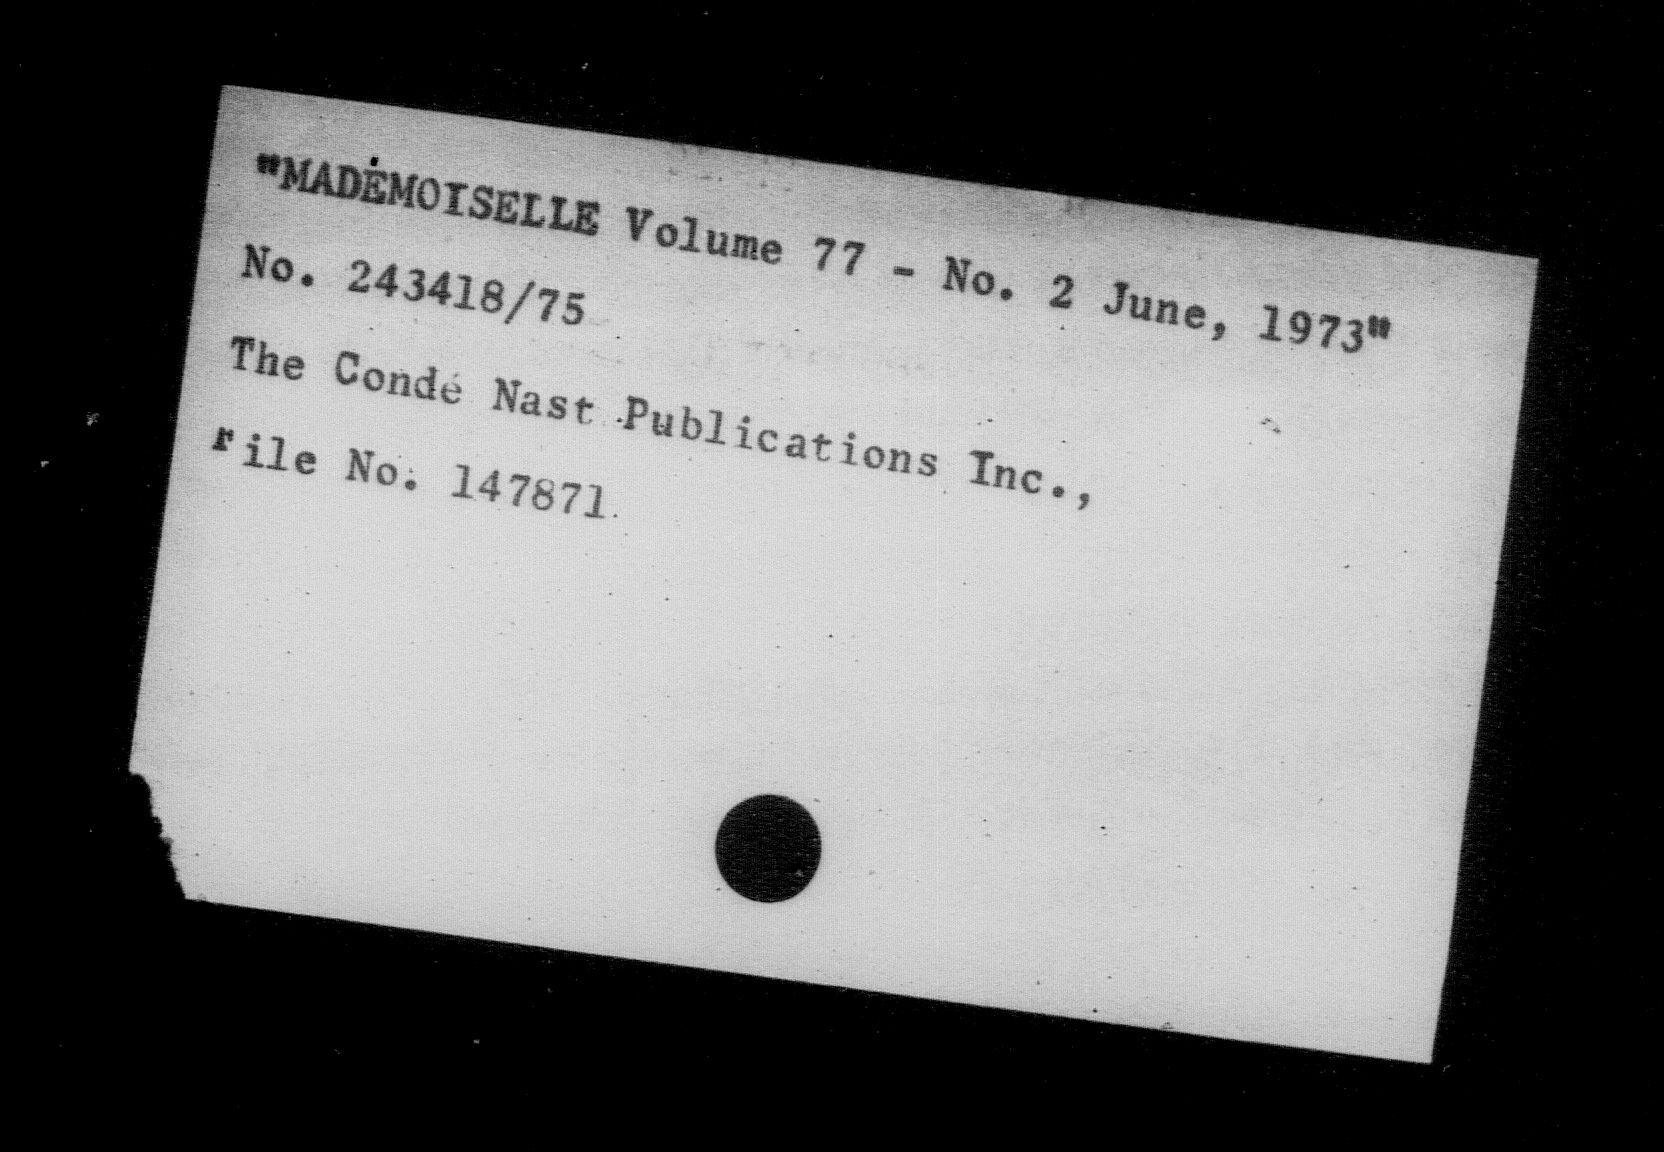 "MADEMOISELLE Volume 77 - No. 2 June, 1973"
No. 243418/75
The Condé Nast Publications Inc.,
File No. 147871